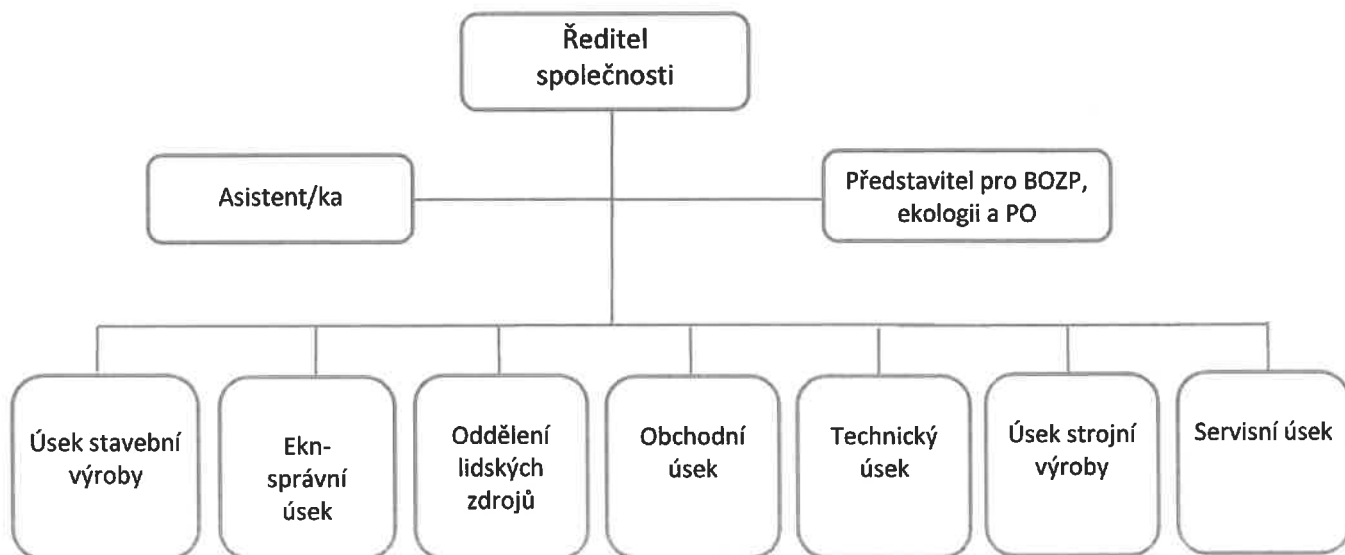 Ředitel
společnosti
Asistent/ka
Představitel pro BOZP,
ekologii a PO
Úsek stavební
výroby
Ekn-
správní
úsek
Oddělení
lidských
zdrojů
Obchodní
úsek
Technický
úsek
Úsek strojní
výroby
Servisní úsek